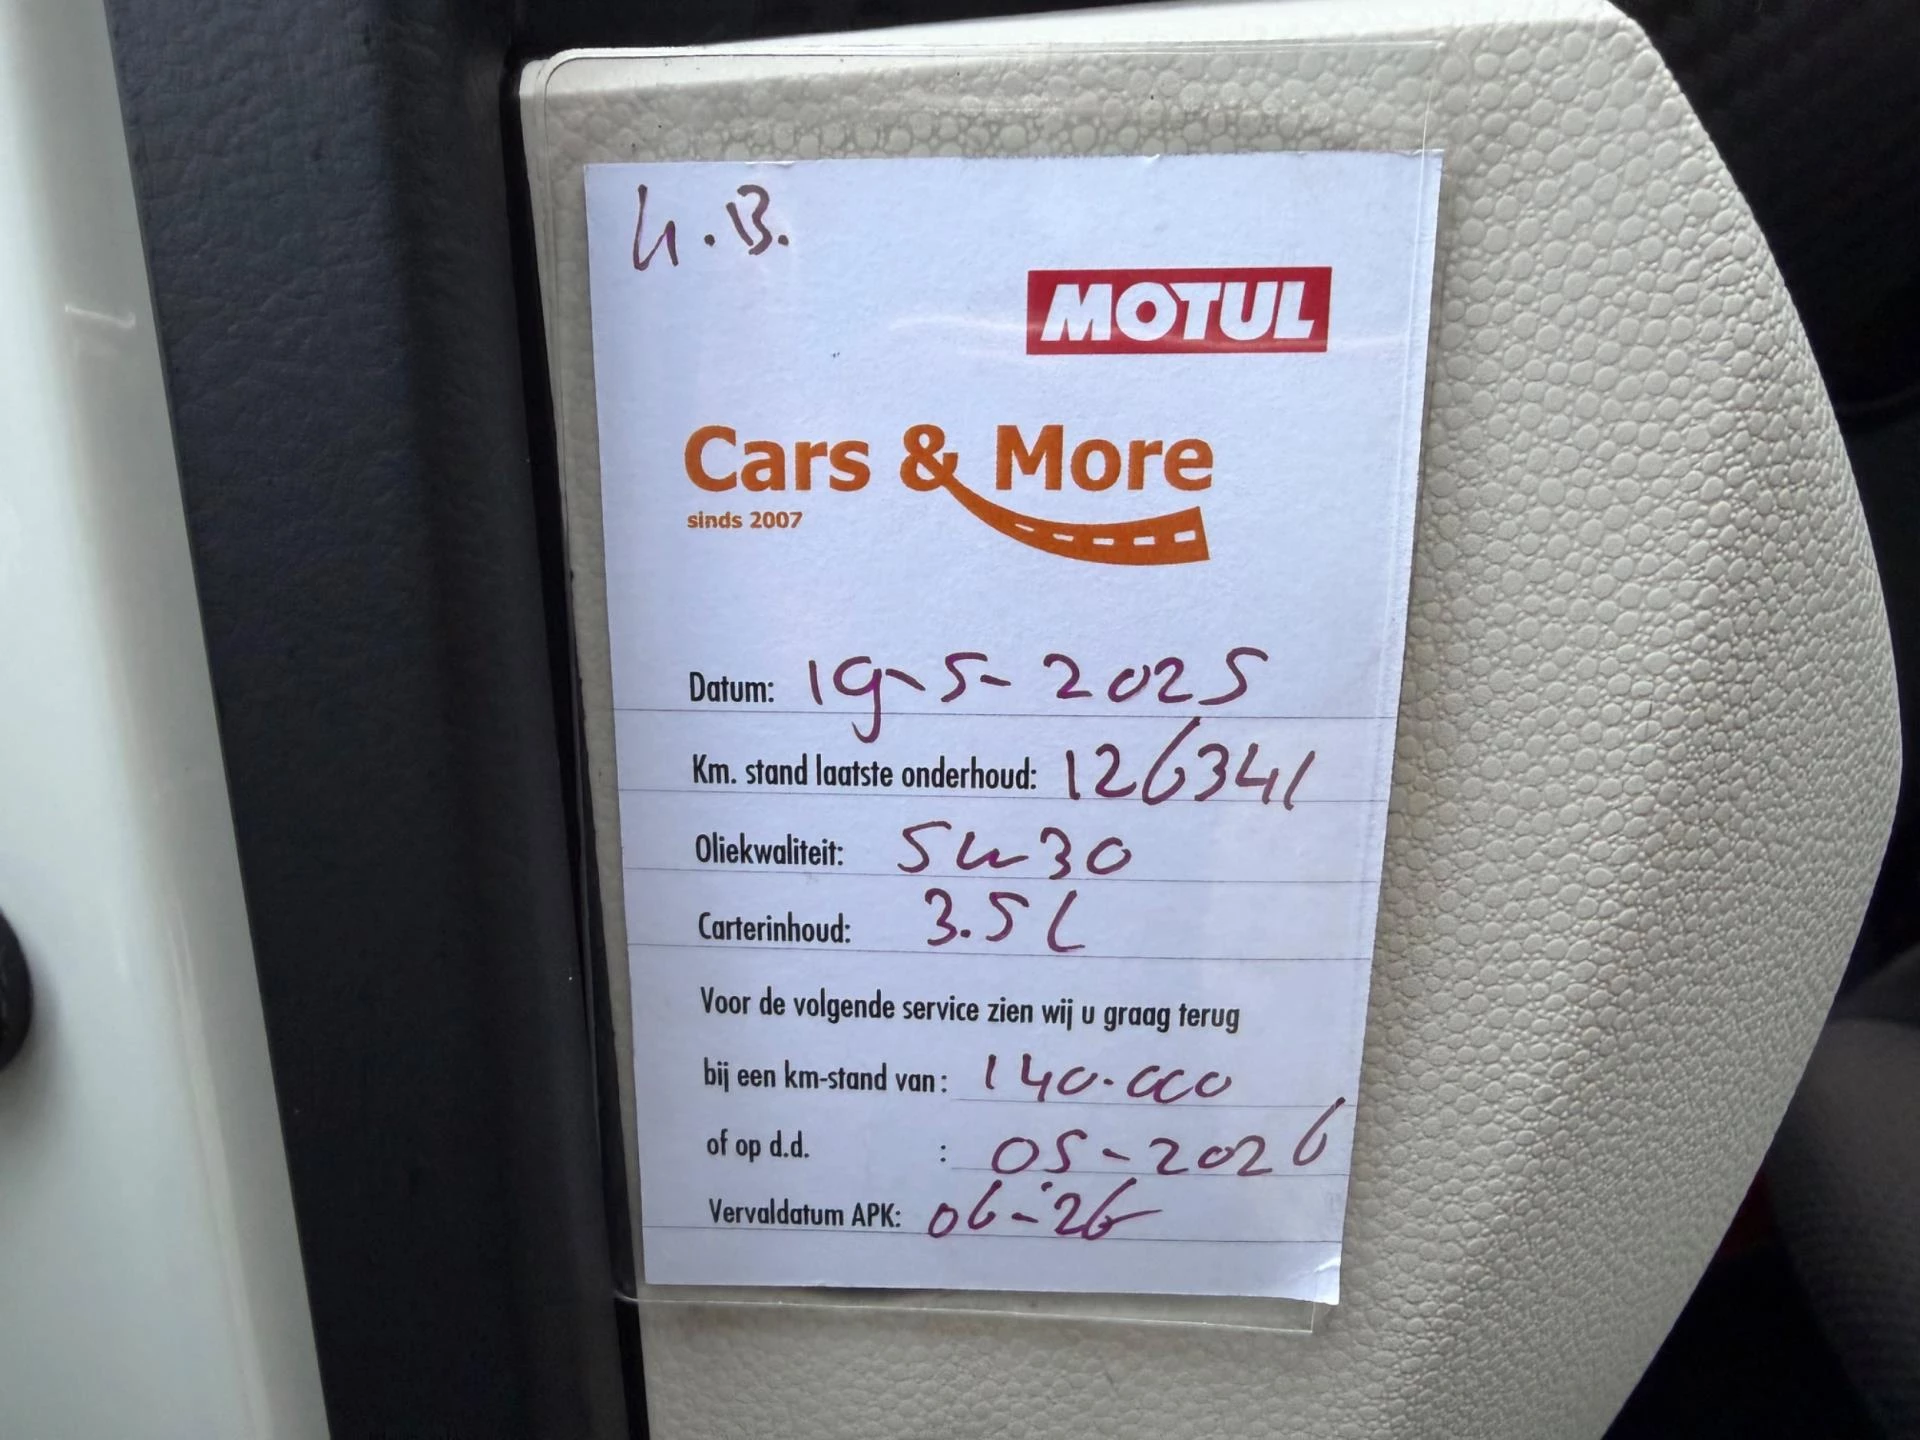 h.B.
MOTUL
Cars & More
sinds 2007
Datum: 19-5-2025
Km. stand laatste onderhoud: 126341
Oliekwaliteit: 5w30
Carterinhoud: 3.5L
Voor de volgende service zien wij u graag terug
bij een km-stand van: 140.000
of op d.d. : 05-2026
Vervaldatum APK: 06-26